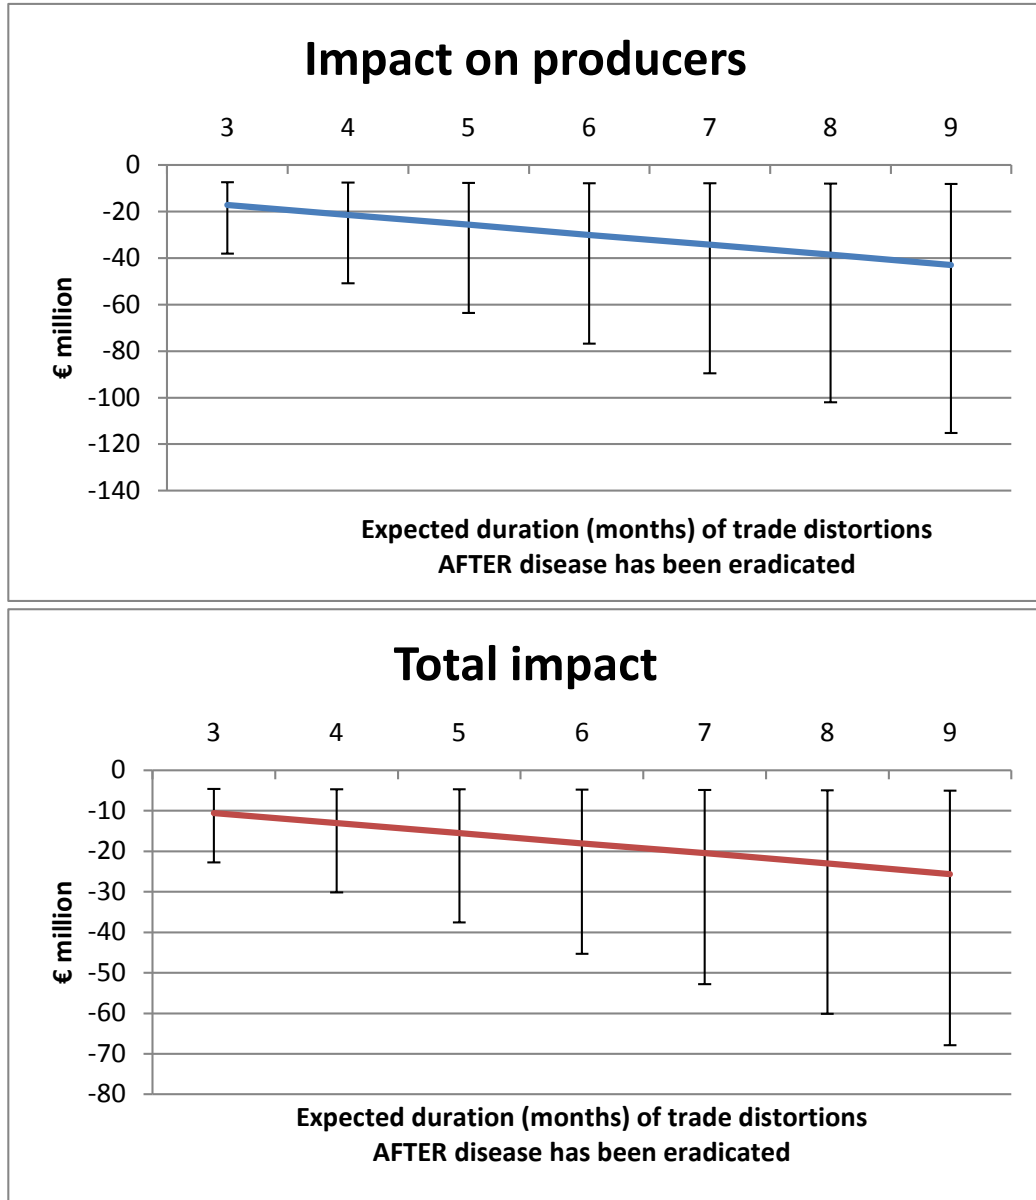 Impact on producers
3 4 5 6 7 8 9
0
-20
-40
-60
-80
-100
-120
-140
€ million
Expected duration (months) of trade distortions
AFTER disease has been eradicated
Total impact
3 4 5 6 7 8 9
0
-10
-20
-30
-40
-50
-60
-70
-80
€ million
Expected duration (months) of trade distortions
AFTER disease has been eradicated